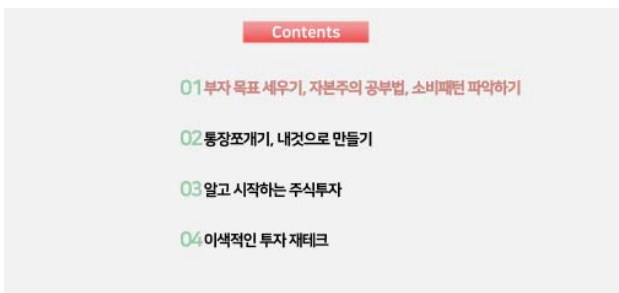 Contents
01 부자 목표 세우기, 자본주의 공부법, 소비패턴 파악하기
02 통장쪼개기, 내것으로 만들기
03 알고 시작하는 주식투자
04 이색적인 투자 재테크